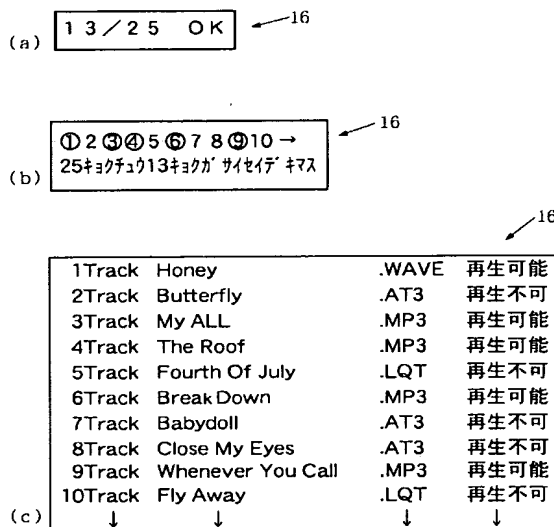 16
(a) 13/25 OK
16
①2③④5⑥7 8⑨10→
(b) 25キョクチュウ13キョクガ サイセイデキマス
16
1Track Honey .WAVE 再生可能
2Track Butterfly .AT3 再生不可
3Track My ALL .MP3 再生可能
4Track The Roof .MP3 再生可能
5Track Fourth Of July .LQT 再生不可
6Track Break Down .MP3 再生可能
7Track Babydoll .AT3 再生不可
8Track Close My Eyes .AT3 再生不可
9Track Whenever You Call .MP3 再生可能
10Track Fly Away .LQT 再生不可
(c) ↓ ↓ ↓ ↓